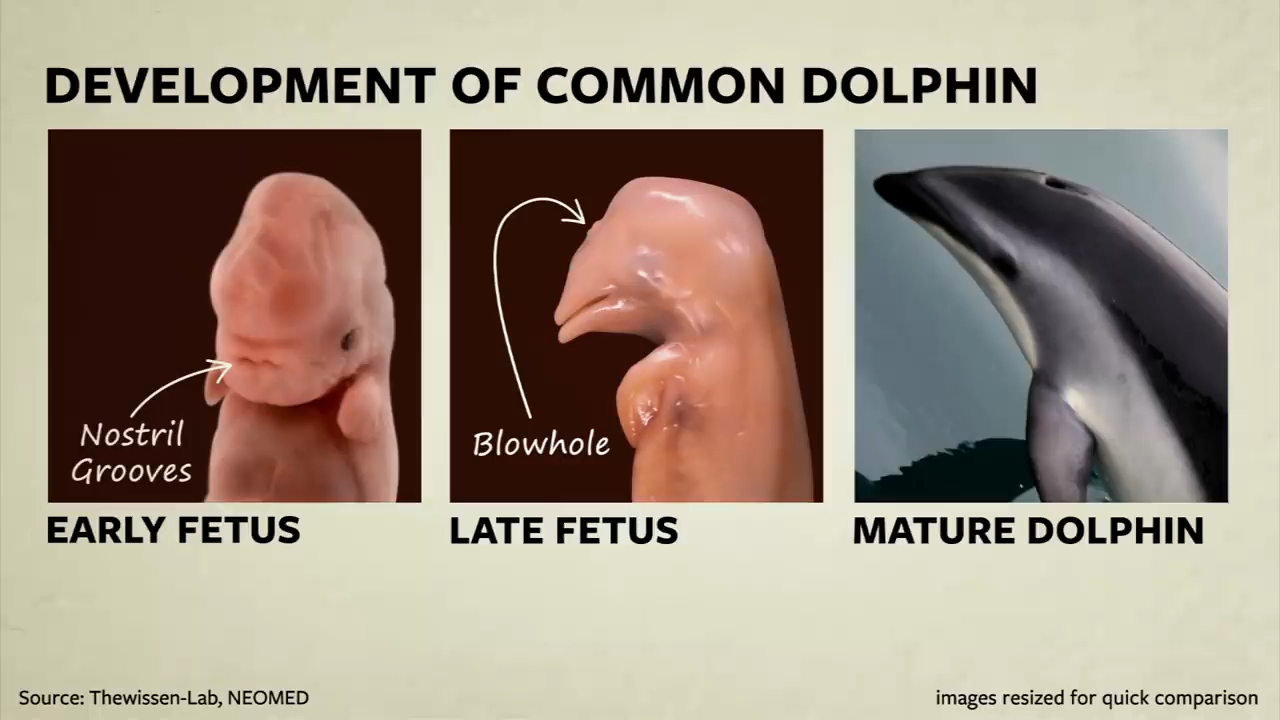 DEVELOPMENT OF COMMON DOLPHIN
Nostril
Grooves
Blowhole
EARLY FETUS
LATE FETUS
MATURE DOLPHIN
Source: Thewissen-Lab, NEOMED
images resized for quick comparison